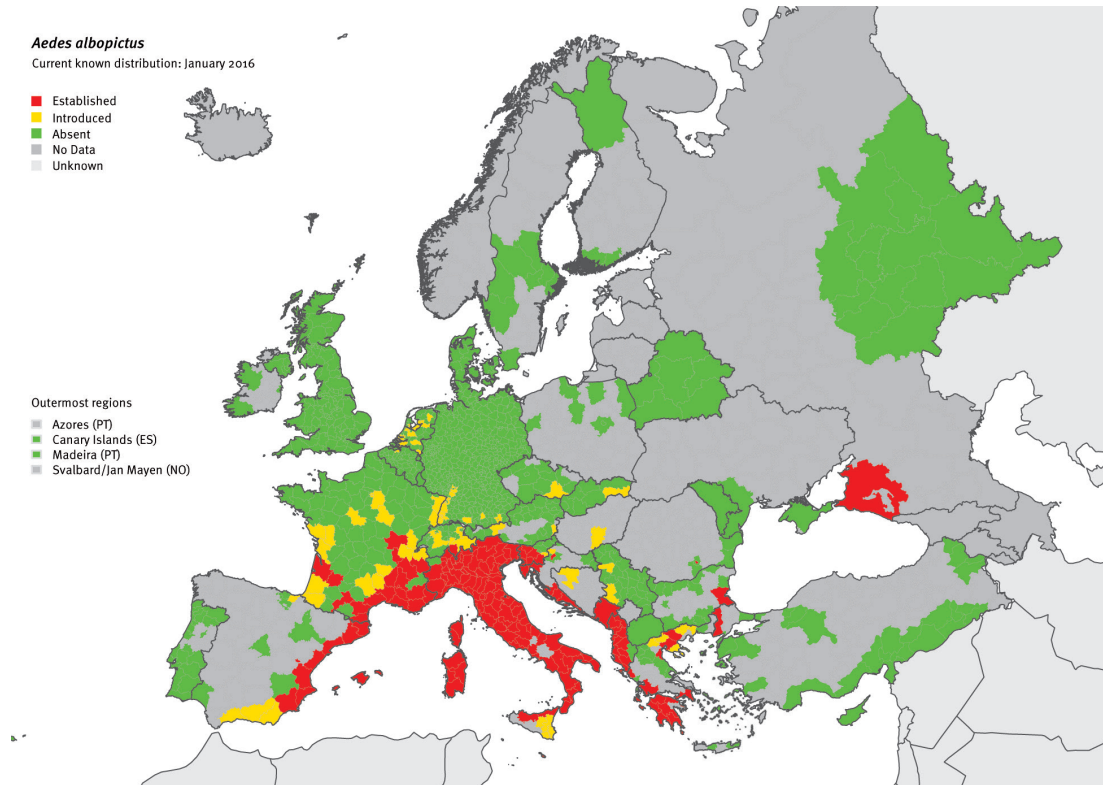 Aedes albopictus
Current known distribution: January 2016
Established
Introduced
Absent
No Data
Unknown
Outermost regions
Azores (PT)
Canary Islands (ES)
Madeira (PT)
Svalbard/Jan Mayen (NO)